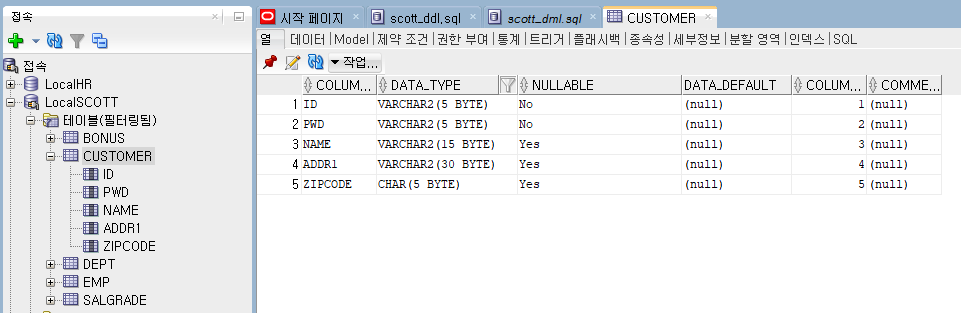 접속
시작 페이지
scott_ddl.sql
scott_dml.sql
CUSTOMER
열 데이터 Model 제약 조건 권한 부여 통계 트리거 플래시백 종속성 세부정보 분할 영역 인덱스 SQL
작업...
접속
LocalHR
LocalSCOTT
테이블(필터링됨)
BONUS
CUSTOMER
ID
PWD
NAME
ADDR1
ZIPCODE
DEPT
EMP
SALGRADE
COLUM... DATA_TYPE NULLABLE DATA_DEFAULT COLUM... COMME...
1 ID VARCHAR2(5 BYTE) No (null) 1 (null)
2 PWD VARCHAR2(5 BYTE) No (null) 2 (null)
3 NAME VARCHAR2(15 BYTE) Yes (null) 3 (null)
4 ADDR1 VARCHAR2(30 BYTE) Yes (null) 4 (null)
5 ZIPCODE CHAR(5 BYTE) Yes (null) 5 (null)